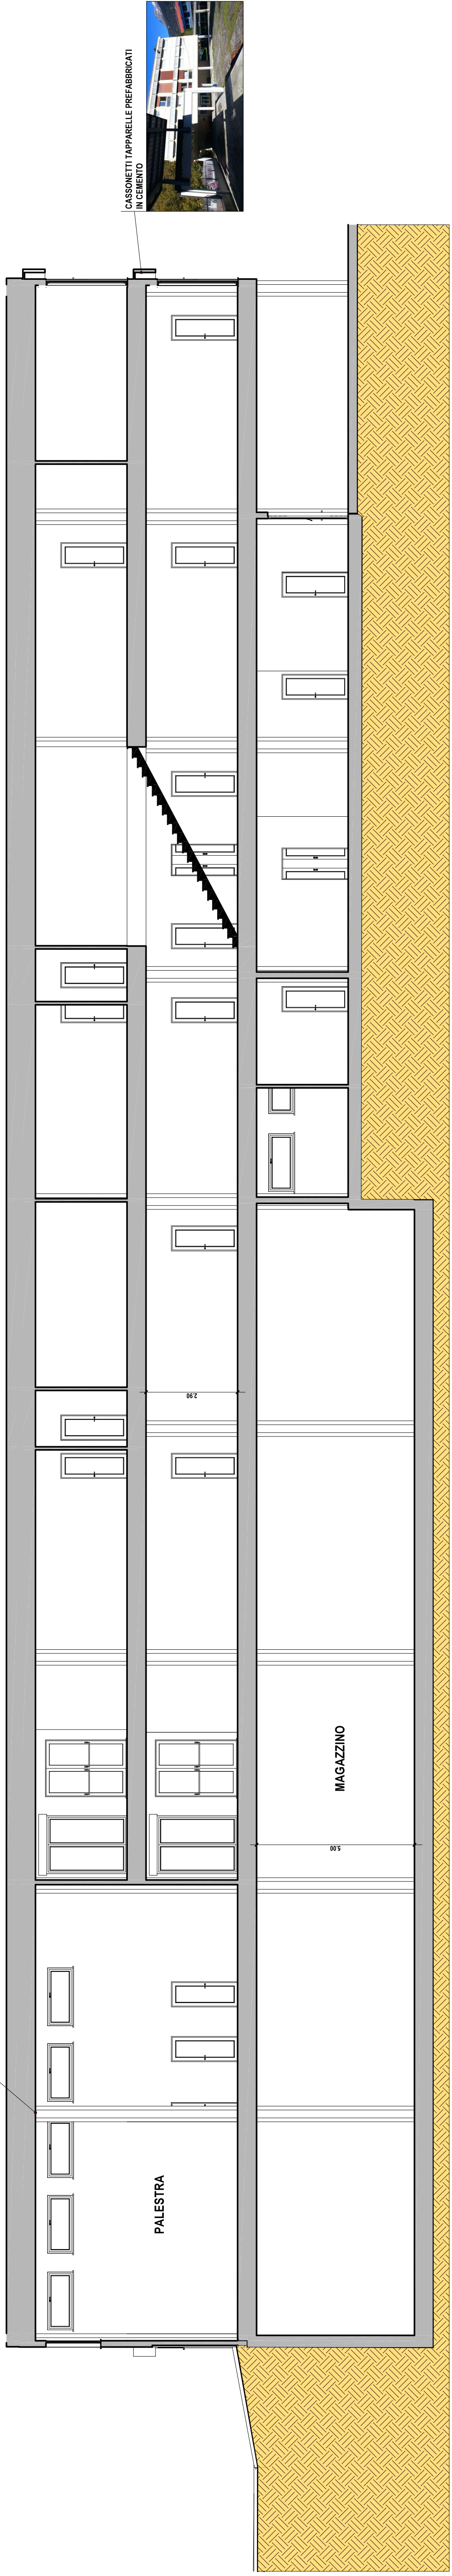 CASSONETTI TAPPARELLE PREFABBRICATI
IN CEMENTO
2.90
MAGAZZINO
5.00
PALESTRA